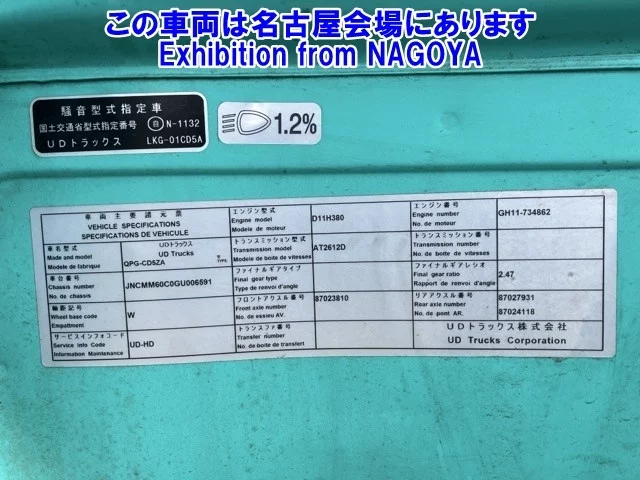 この車両は名古屋会場にあります
Exhibition from NAGOYA
騒音型式指定車
国土交通省型式指定番号 自 N-1132
UDトラックス LKG-01CD5A
1.2%
車両主要諸元票
VEHICLE SPECIFICATIONS
SPECIFICATIONS DE VEHICULE
車名型式
Made and model
Modele de fabrique
UDトラックス
UD Trucks
QPG-CD5ZA
車台番号
No. chassis
No. de chassis
JNCMM60C0GU006591
軸距記号
Wheel base code
Empattment
W
サービスインフォコード
Service info Code
Information Maintenance
UD-HD
エンジン型式
Engine model
Modele de moteur
D11H380
トランスミッション型式
Transmission model
Modele de boite de vitesses
AT2612D
ファイナルギアタイプ
Final gear type
Type de renvoi d'angle
フロントアクスル番号
Front axle number
No. de essieu AV.
87023810
トランスファ番号
Transfer number
No. de boite de transfert
エンジン番号
Engine number
No. de moteur
GH11-734862
トランスミッション番号
Transmission number
No. de boite de vitesses
ファイナルギアレシオ
Final gear ratio
Rapport de renvoi d'angle
2.47
リアアクスル番号
Rear axle number
No. de pont AR.
87027931
87024118
UDトラックス株式会社
UD Trucks Corporation